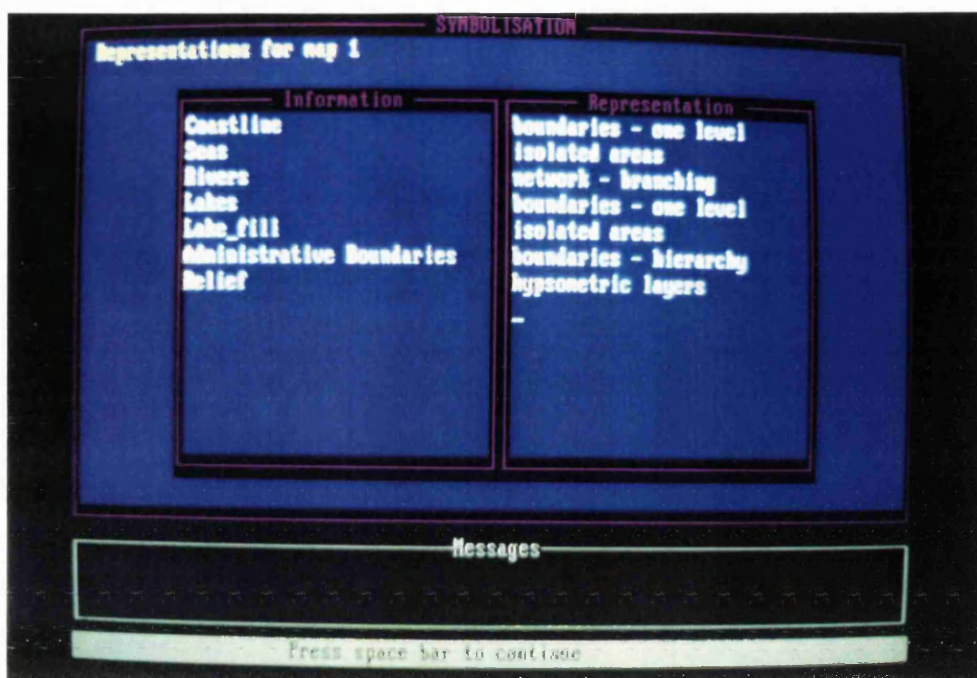 SYMBOLISATION
Representations for map 1
Information
Coastline
Seas
Rivers
Lakes
Lake_fill
Administrative Boundaries
Relief
Representation
boundaries - one level
isolated areas
network - branching
boundaries - one level
isolated areas
boundaries - hierarchy
hypsometric layers
_
Messages
Press space bar to continue